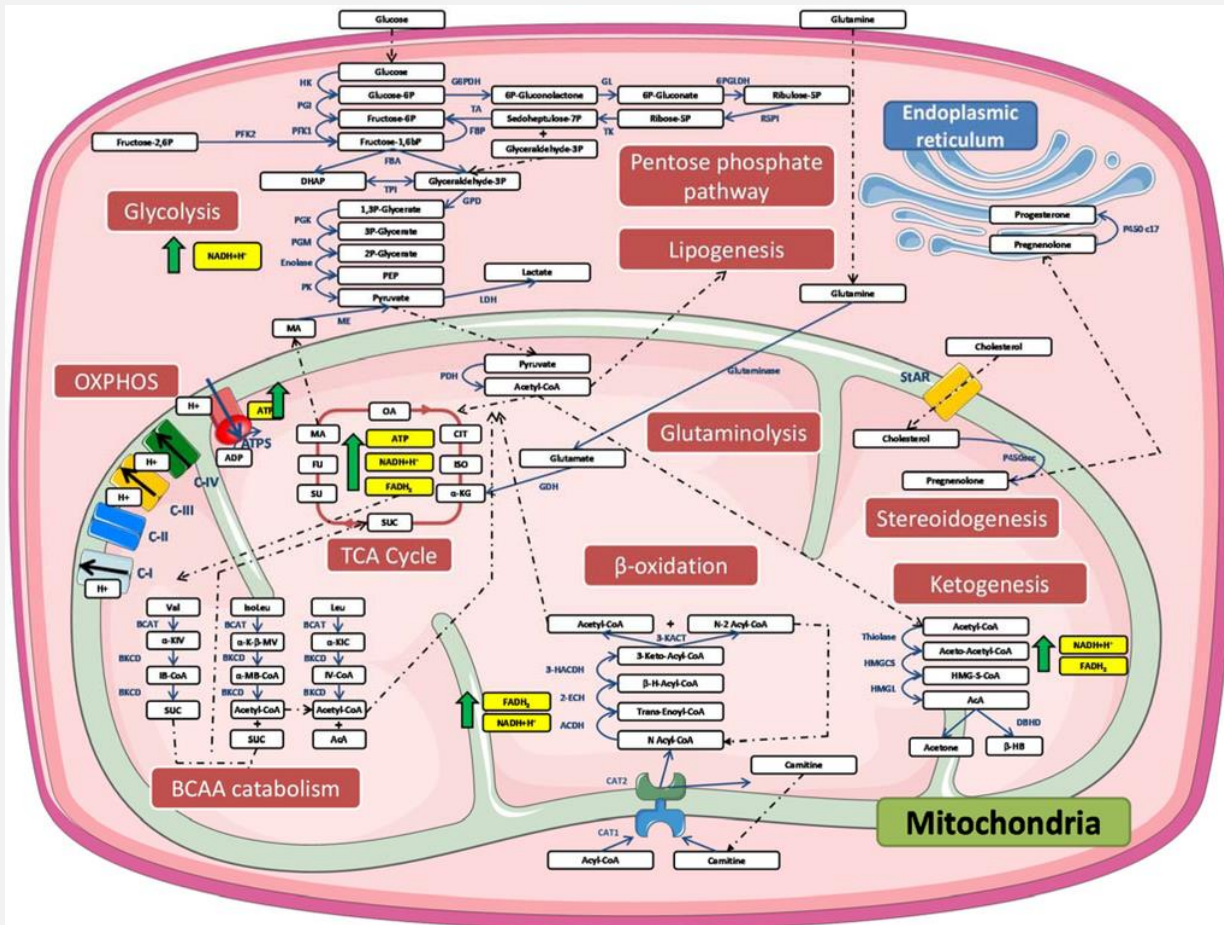 Glucose
Glutamine
Glucose
HK
G6PDH
GL
6PGLDH
Glucose-6P
6P-Gluconolactone
6P-Gluconate
Ribulose-5P
PGI
TA
RSPI
Fructose-6P
Sedoheptulose-7P
Ribose-5P
TK
+
Fructose-2,6P
PFK2
PFK1
FBP
Fructose-1,6bP
Glyceraldehyde-3P
FBA
DHAP
TPI
Glyceraldehyde-3P
GPD
Endoplasmic
reticulum
Pentose phosphate
pathway
Glycolysis
NADH+H+
1,3P-Glycerate
PGK
3P-Glycerate
PGM
2P-Glycerate
Enolase
PEP
PK
Pyruvate
LDH
Lactate
ME
MA
Lipogenesis
Progesterone
P450 c17
Pregnenolone
Glutamine
Glutaminase
Cholesterol
StAR
Cholesterol
P450scc
Pregnenolone
Stereoidogenesis
OXPHOS
H+
ATP
ATPS
ADP
C-IV
H+
C-III
H+
C-II
C-I
H+
Pyruvate
PDH
Acetyl-CoA
OA
MA
CIT
ATP
FU
NADH+H+
ISO
SU
FADH2
α-KG
SUC
TCA Cycle
Glutaminolysis
Glutamate
GDH
β-oxidation
Ketogenesis
Val
IsoLeu
Leu
BCAT
BCAT
BCAT
α-KIV
α-K-β-MV
α-KIC
BKCD
BKCD
BKCD
IB-CoA
α-MB-CoA
IV-CoA
BKCD
BKCD
BKCD
SUC
Acetyl-CoA
Acetyl-CoA
+
+
SUC
AcA
BCAA catabolism
FADH2
NADH+H+
Acetyl-CoA
+
N-2 Acyl-CoA
3-KACT
3-Keto-Acyl-CoA
3-HACDH
β-H-Acyl-CoA
2-ECH
Trans-Enoyl-CoA
ACDH
N Acyl-CoA
CAT2
Carnitine
CAT1
Acyl-CoA
Carnitine
Acetyl-CoA
Thiolase
Aceto-Acetyl-CoA
HMGCS
HMG-S-CoA
HMGL
AcA
DBHD
Acetone
β-HB
NADH+H+
FADH2
Mitochondria